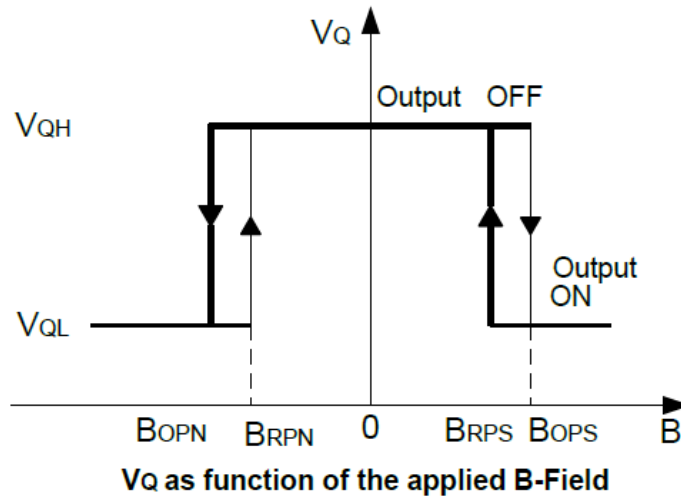 VQ
Output OFF
VQH
Output
ON
VQL
BOPN BRPN 0 BRPS BOPS B
VQ as function of the applied B-Field